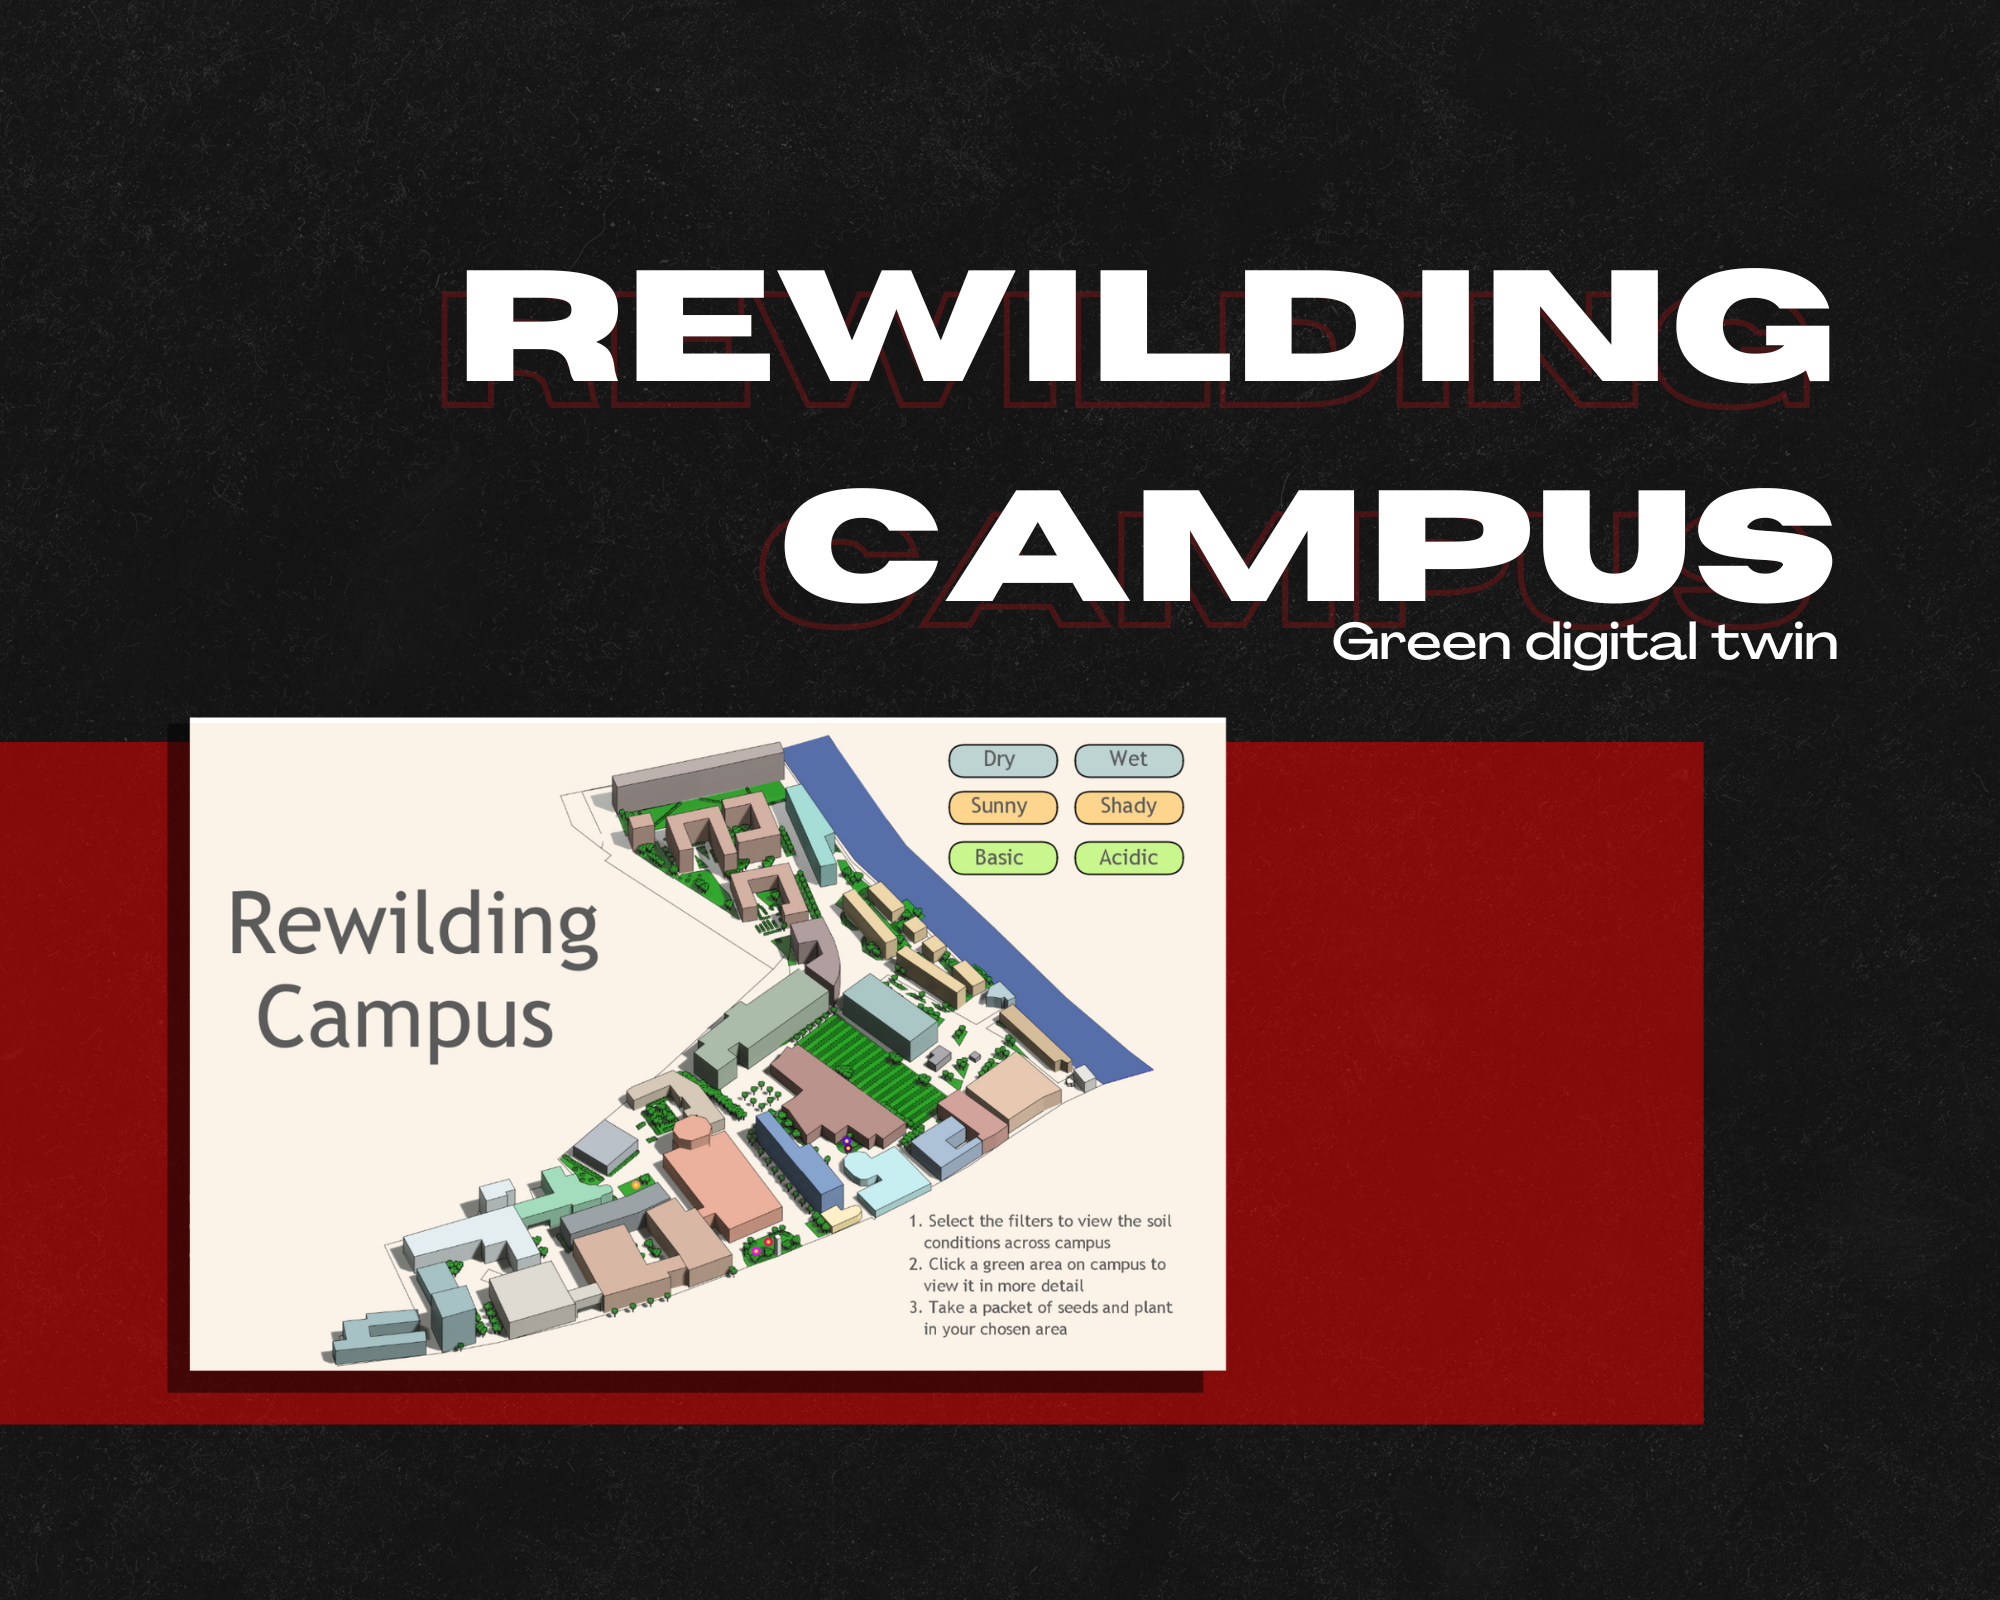 REWILDING
CAMPUS
Green digital twin
Dry
Wet
Sunny
Shady
Basic
Acidic
Rewilding
Campus
1. Select the filters to view the soil
conditions across campus
2. Click a green area on campus to
view it in more detail
3. Take a packet of seeds and plant
in your chosen area